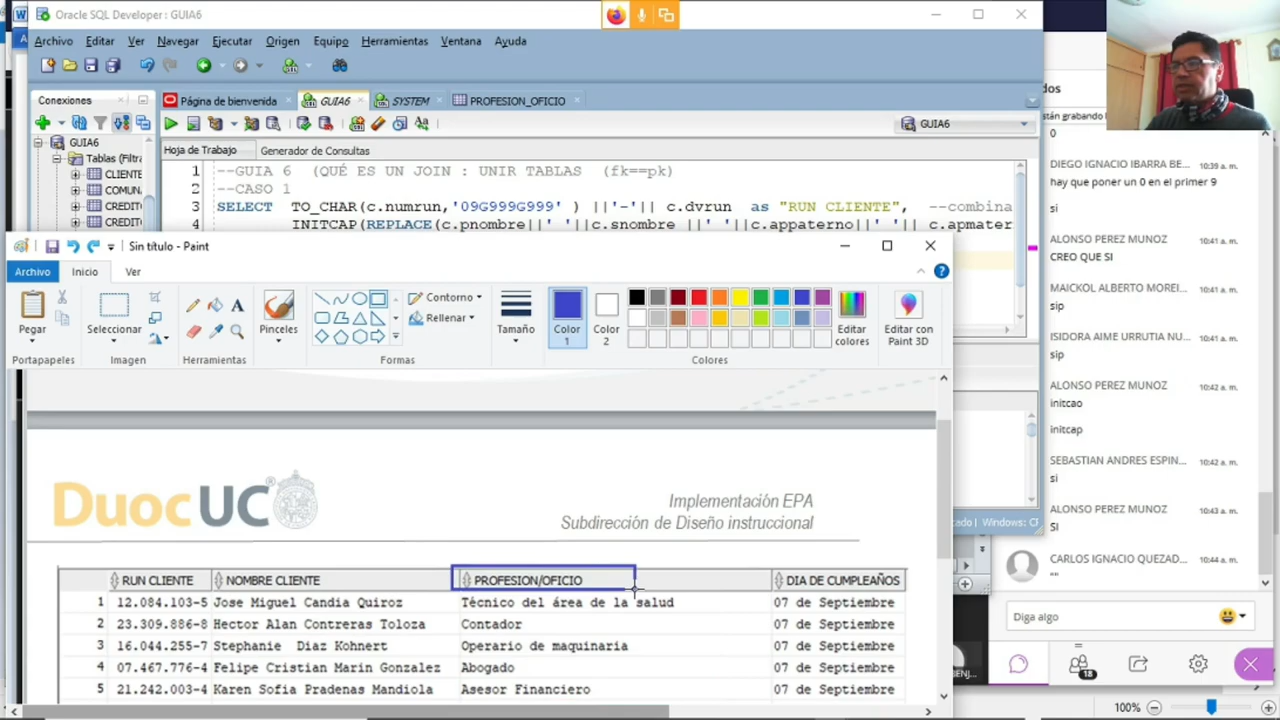 Oracle SQL Developer : GUIA6
Archivo Editar Ver Navegar Ejecutar Origen Equipo Herramientas Ventana Ayuda
Conexiones
Página de bienvenida
GUIA6
SYSTEM
PROFESION_OFICIO
GUIA6
GUIA6
Tablas (Filtra
CLIENTE
COMUN
CREDIT
CREDIT
Hoja de Trabajo
Generador de Consultas
1 --GUIA 6 (QUÉ ES UN JOIN : UNIR TABLAS (fk==pk)
2 --CASO 1
3 SELECT TO_CHAR(c.numrun,'09G999G999' ) ||'-'|| c.dvrun as "RUN CLIENTE", --combina
4 INITCAP(REPLACE(c.pnombre||' '||c.snombre ||' '||c.appaterno||' '||c.apmater
Sin título - Paint
Archivo Inicio Ver
Pegar
Seleccionar
Pinceles
Contorno
Rellenar
Tamaño
Color 1
Color 2
Editar colores
Editar con Paint 3D
Portapapeles
Imagen
Herramientas
Formas
Colores
DuocUC®
Implementación EPA
Subdirección de Diseño instruccional
RUN CLIENTE NOMBRE CLIENTE PROFESION/OFICIO DIA DE CUMPLEAÑOS
1 12.084.103-5 Jose Miguel Candia Quiroz Técnico del área de la salud 07 de Septiembre
2 23.309.886-8 Hector Alan Contreras Toloza Contador 07 de Septiembre
3 16.044.255-7 Stephanie Diaz Kohnert Operario de maquinaria 07 de Septiembre
4 07.467.776-4 Felipe Cristian Marin Gonzalez Abogado 07 de Septiembre
5 21.242.003-4 Karen Sofia Pradenas Mandiola Asesor Financiero 07 de Septiembre
cado | Windows: CF
dos
están grabando
0
DIEGO IGNACIO IBARRA BE... 10:39 a. m.
hay que poner un 0 en el primer 9
si
ALONSO PEREZ MUNOZ 10:41 a. m.
CREO QUE SI
MAICKOL ALBERTO MOREI... 10:41 a. m.
sip
ISIDORA AIME URRUTIA NU... 10:41 a. m.
sip
ALONSO PEREZ MUNOZ 10:42 a. m.
initcao
initcap
SEBASTIAN ANDRES ESPIN... 10:42 a. m.
si
ALONSO PEREZ MUNOZ 10:43 a. m.
SI
CARLOS IGNACIO QUEZAD... 10:44 a. m.
""
Diga algo
18
ENJ.
100%